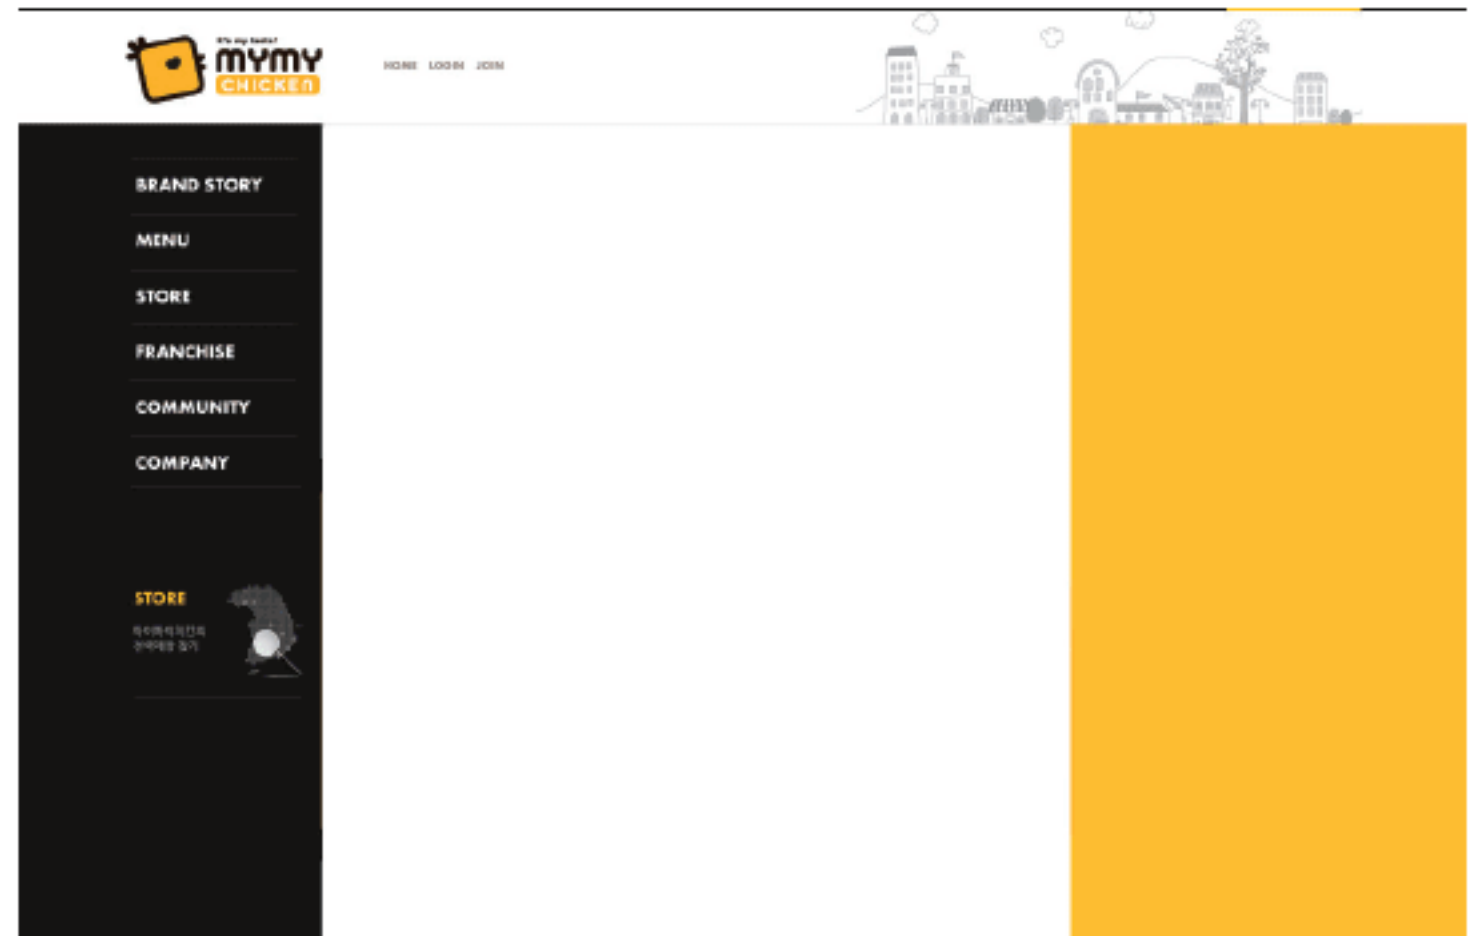 It's my taste!
MYMY
CHICKEN
HOME LOGIN JOIN
BRAND STORY
MENU
STORE
FRANCHISE
COMMUNITY
COMPANY
STORE